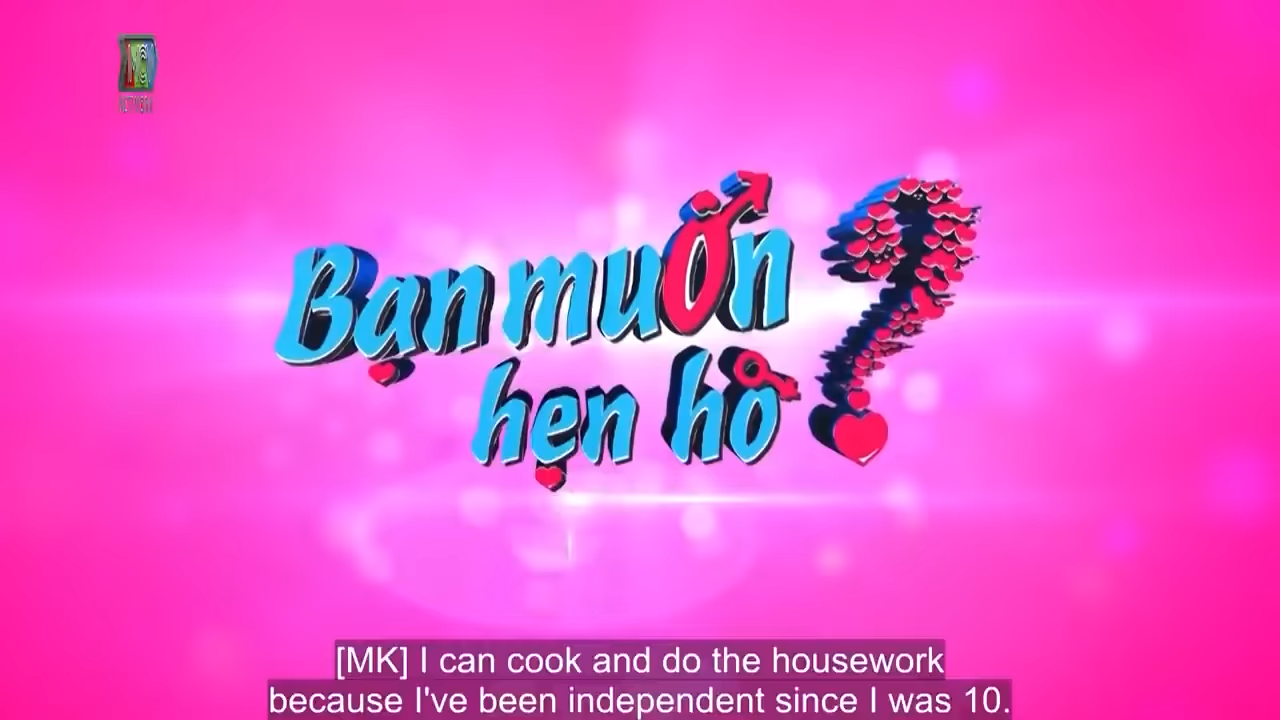 Bạn muốn
hẹn hò
?
[MK] I can cook and do the housework
because I've been independent since I was 10.